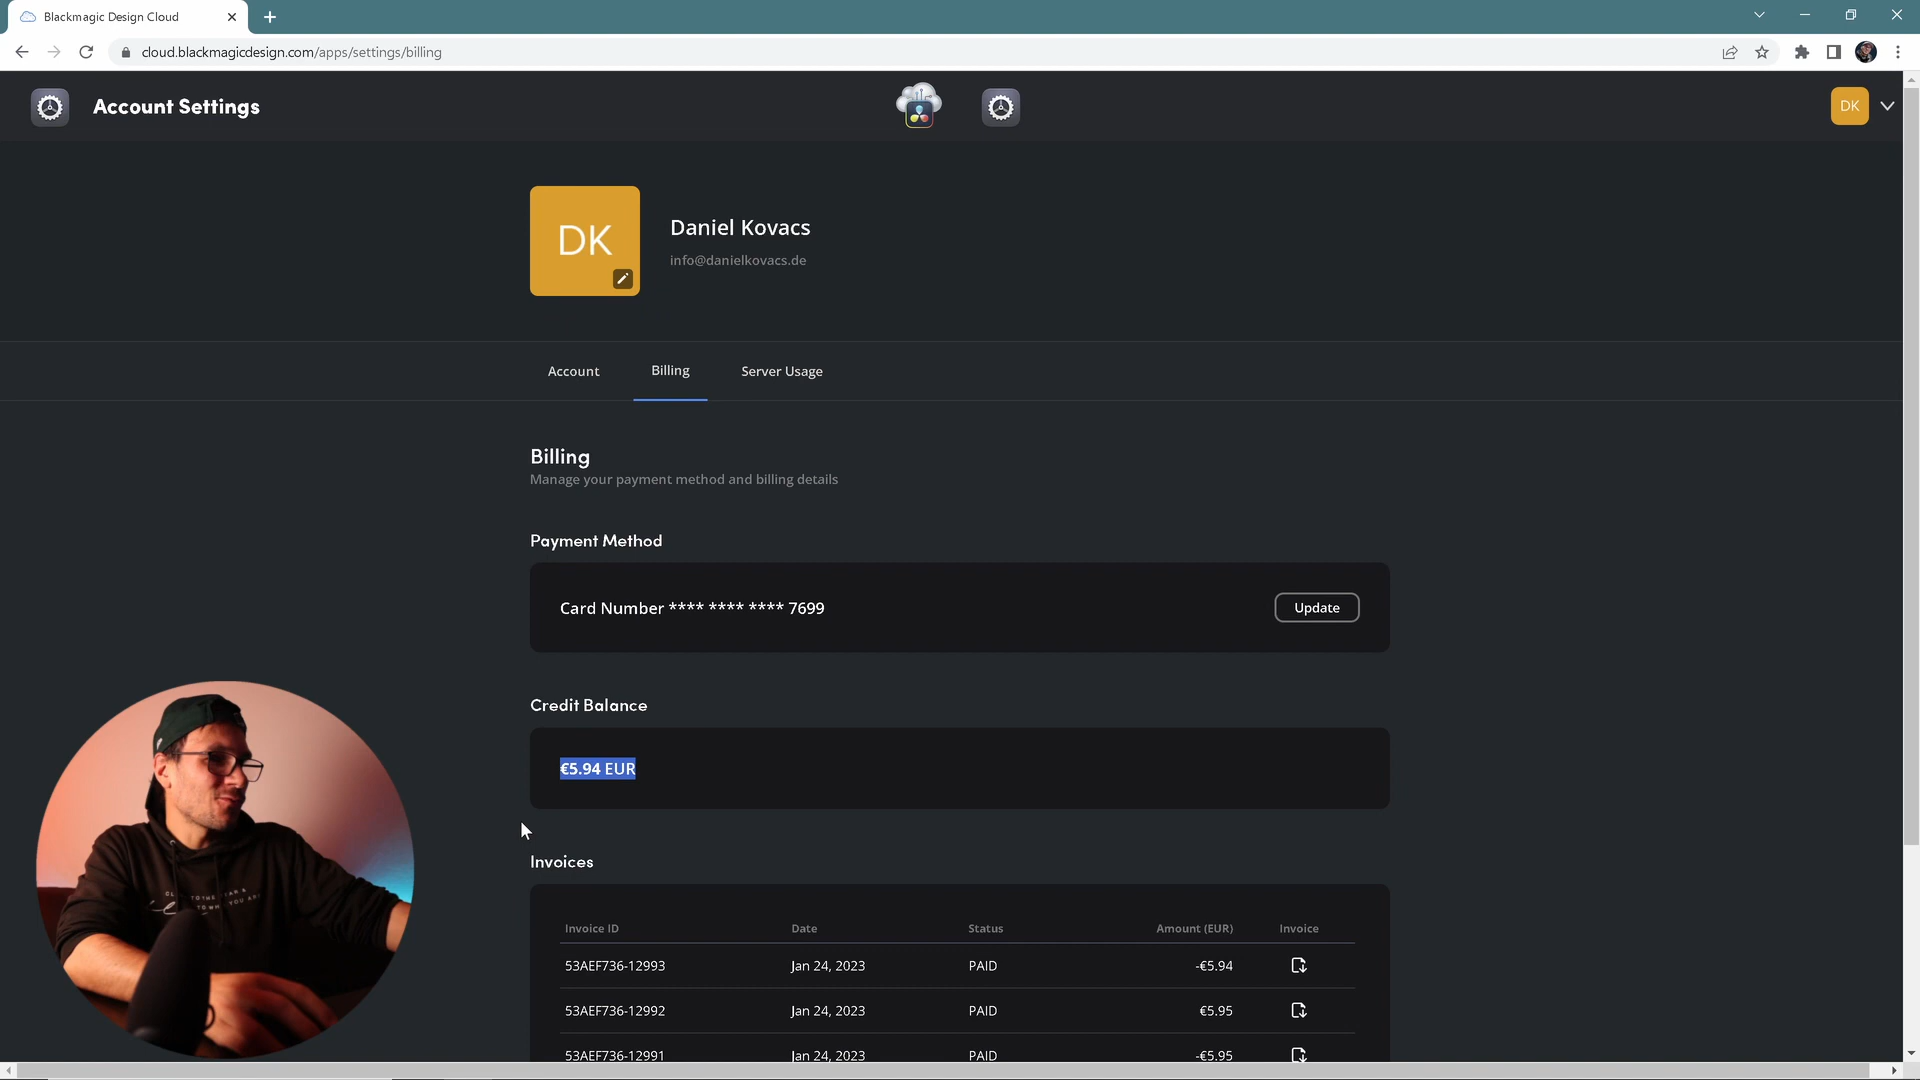 Blackmagic Design Cloud
cloud.blackmagicdesign.com/apps/settings/billing
Account Settings
DK
DK
Daniel Kovacs
info@danielkovacs.de
Account Billing Server Usage
Billing
Manage your payment method and billing details
Payment Method
Card Number **** **** **** 7699
Update
Credit Balance
€5.94 EUR
Invoices
Invoice ID Date Status Amount (EUR) Invoice
53AEF736-12993 Jan 24, 2023 PAID -€5.94
53AEF736-12992 Jan 24, 2023 PAID €5.95
53AEF736-12991 Jan 24, 2023 PAID -€5.95